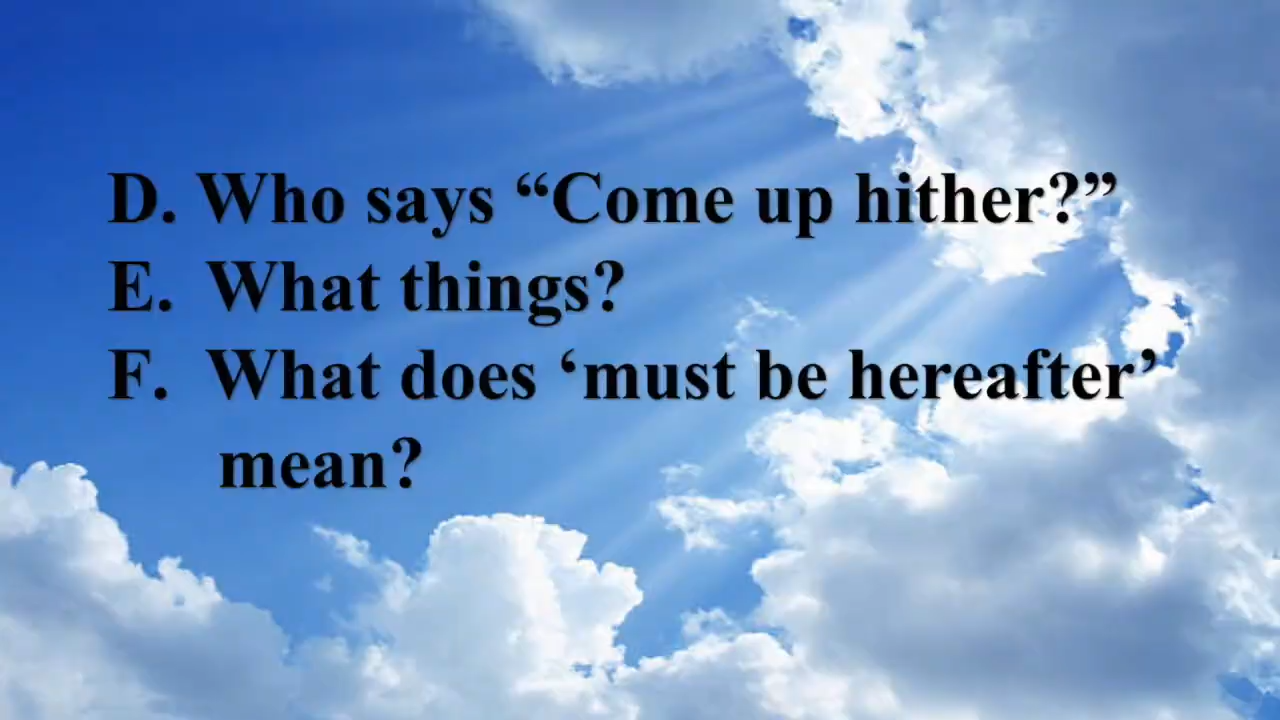 D. Who says “Come up hither?”
E. What things?
F. What does ‘must be hereafter’
mean?